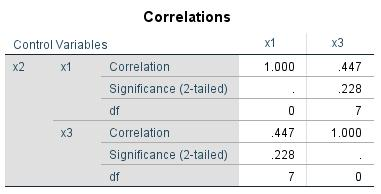 Correlations
Control Variables x1 x3
x2 x1 Correlation 1.000 .447
Significance (2-tailed) . .228
df 0 7
x3 Correlation .447 1.000
Significance (2-tailed) .228 .
df 7 0